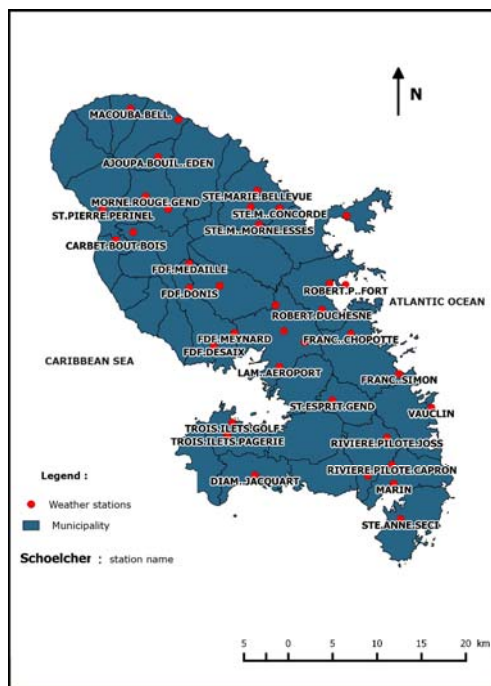 N
MACOUBA.BELL.
AJOUPA.BOUIL..EDEN
MORNE.ROUGE.GEND
STE.MARIE.BELLEVUE
ST.PIERRE.PERINEL
STE.M..CONCORDE
STE.M..MORNE.ESSES
CARBET.BOUT.BOIS
FDF.MEDAILLE
FDF.DONIS
ROBERT.P..FORT
ATLANTIC OCEAN
ROBERT.DUCHESNE
FDF.MEYNARD
FRANC..CHOPOTTE
FDF.DESAIX
CARIBBEAN SEA
LAM..AEROPORT
FRANC..SIMON
ST.ESPRIT.GEND
VAUCLIN
TROIS.ILETS.GOLF
TROIS.ILETS.PAGERIE
RIVIERE.PILOTE.JOSS
RIVIERE.PILOTE.CAPRON
DIAM..JACQUART
MARIN
STE.ANNE.SECI
Legend :
Weather stations
Municipality
Schoelcher : station name
5 0 5 10 15 20 km